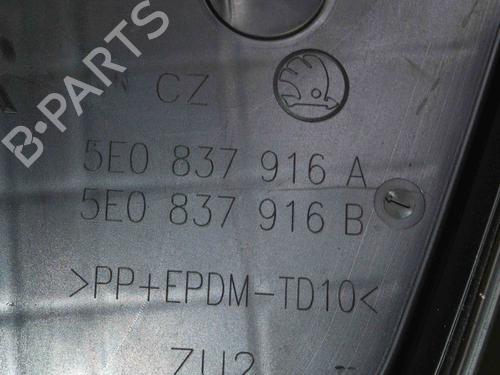 B-PARTS
CZ
5E0 837 916 A
5E0 837 916 B
>PP+EPDM-TD10<